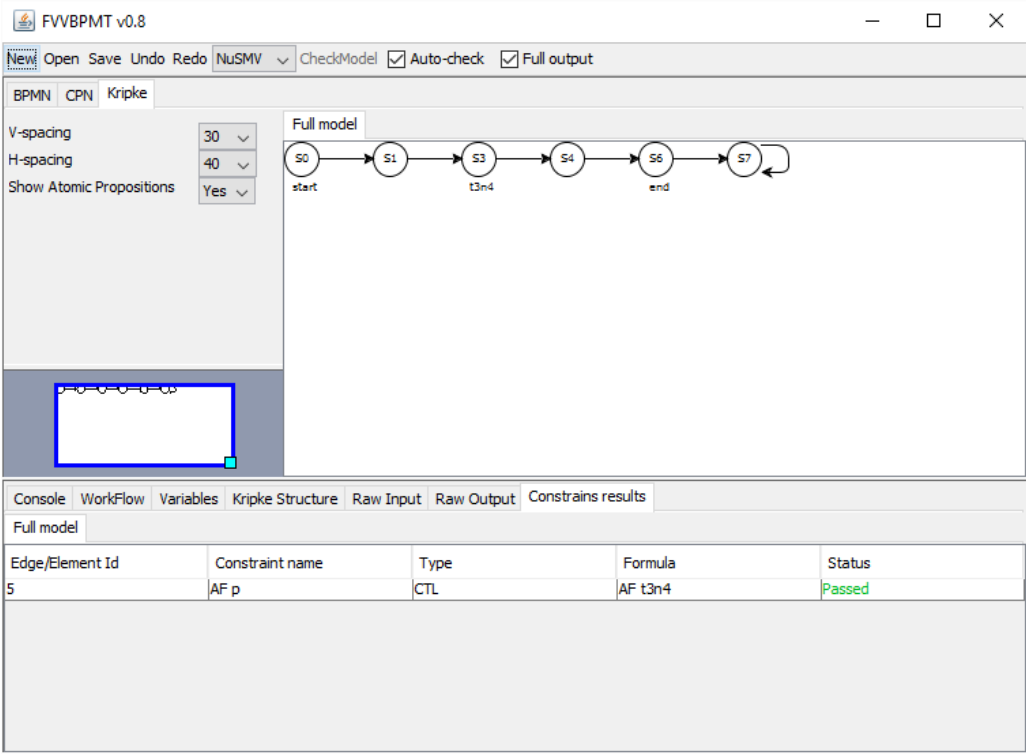 FVVBPMT v0.8
New Open Save Undo Redo NuSMV CheckModel Auto-check Full output
BPMN CPN Kripke
V-spacing 30
H-spacing 40
Show Atomic Propositions Yes
Full model
S0 S1 S3 S4 S6 S7
start t3n4 end
Console WorkFlow Variables Kripke Structure Raw Input Raw Output Constrains results
Full model
Edge/Element Id Constraint name Type Formula Status
5 AF p CTL AF t3n4 Passed